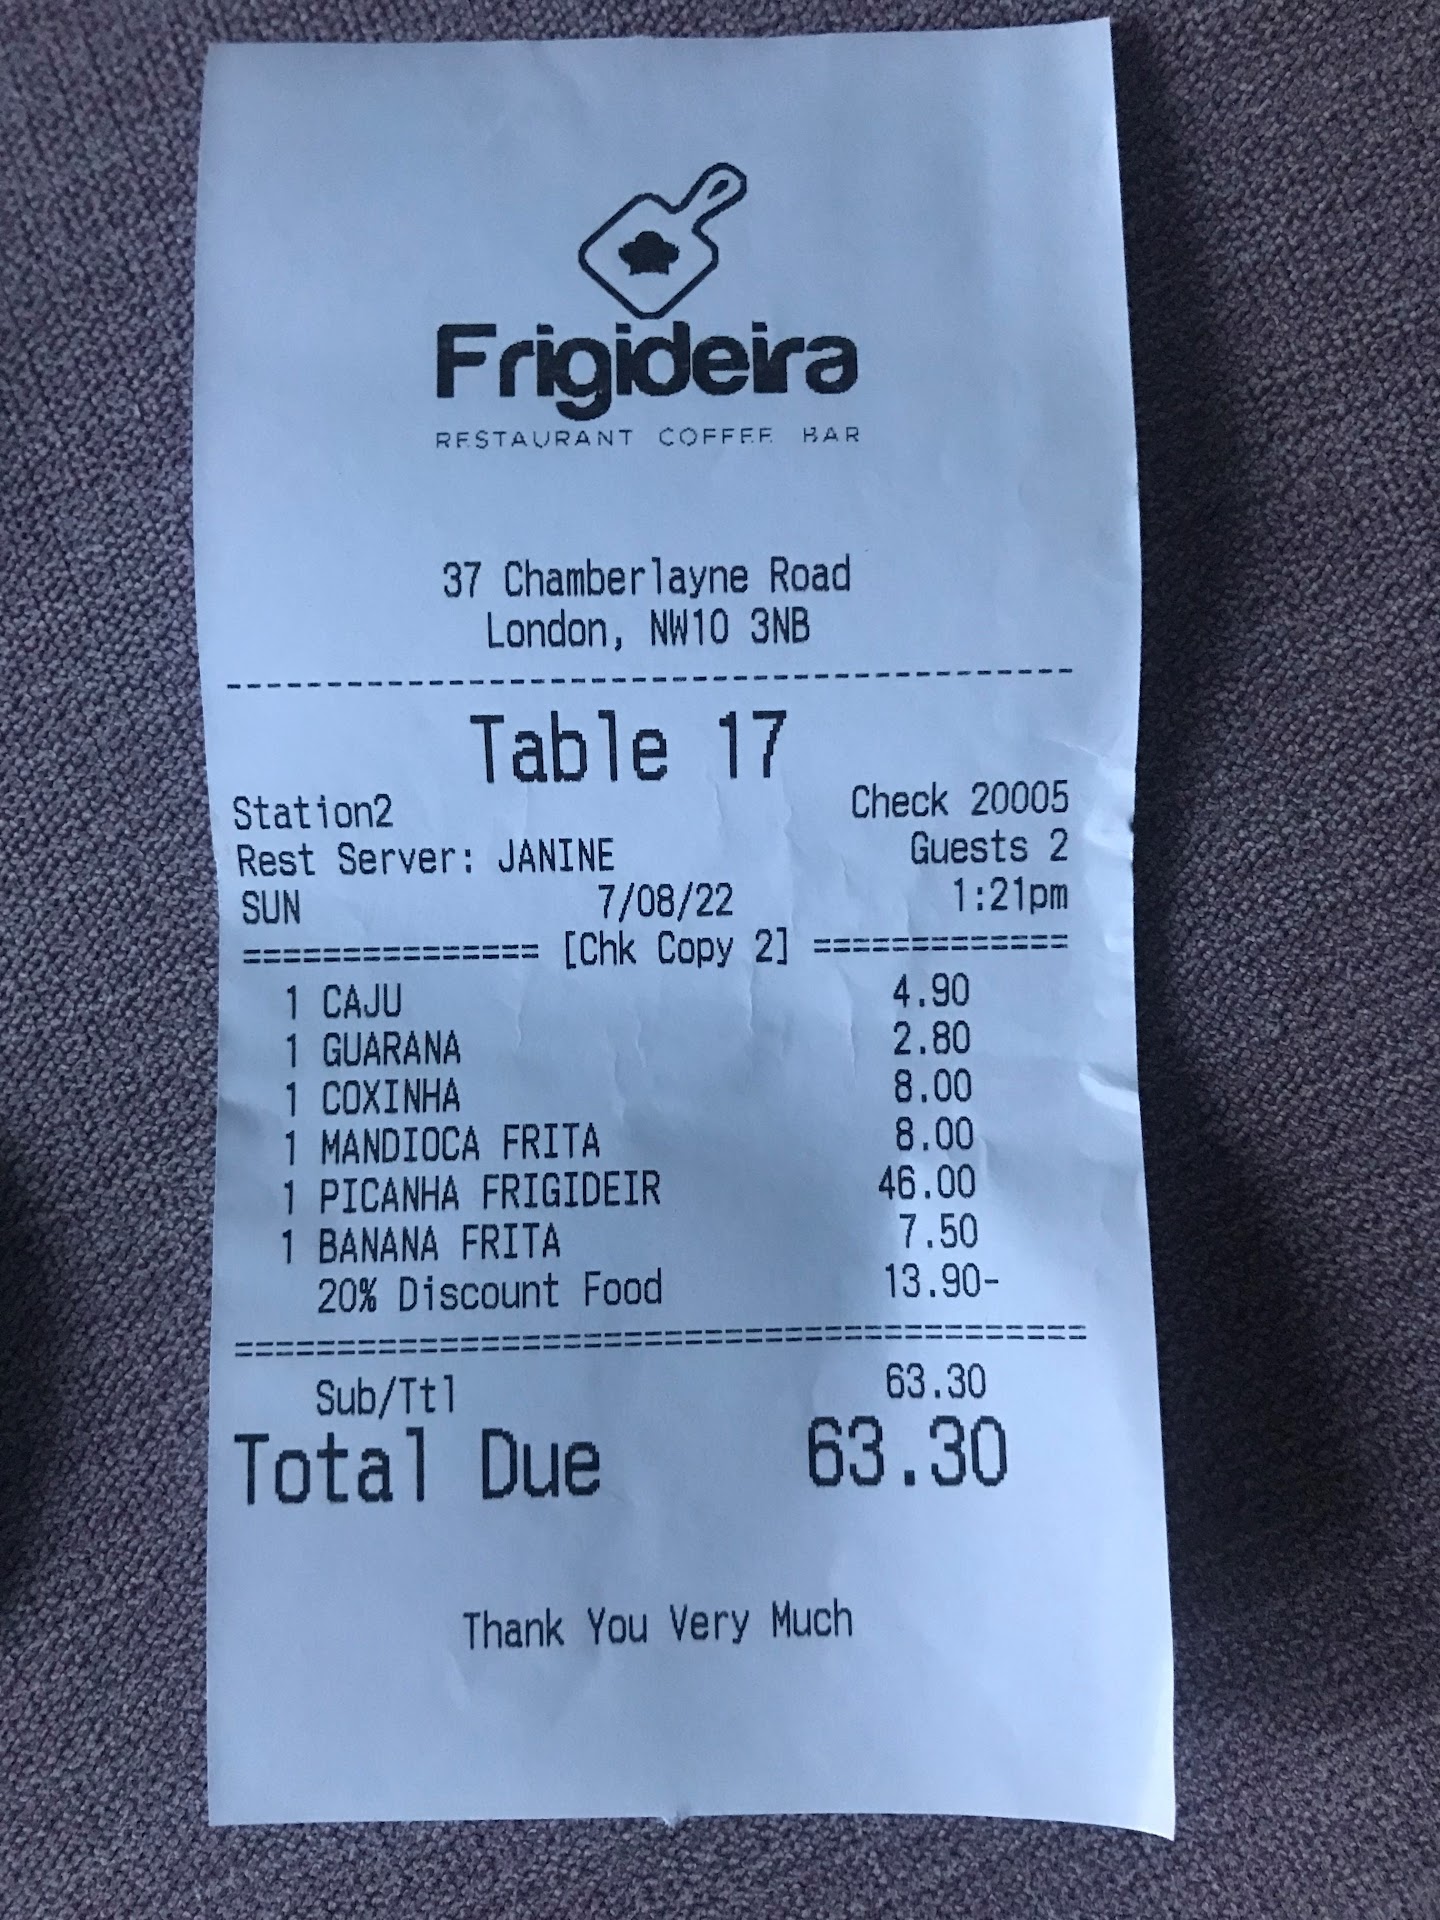 Frigideira
RESTAURANT COFFEE BAR
37 Chamberlayne Road
London, NW10 3NB
Table 17
Station2 Check 20005
Rest Server: JANINE Guests 2
SUN 7/08/22 1:21pm
=============== [Chk Copy 2] =============
1 CAJU 4.90
1 GUARANA 2.80
1 COXINHA 8.00
1 MANDIOCA FRITA 8.00
1 PICANHA FRIGIDEIR 46.00
1 BANANA FRITA 7.50
20% Discount Food 13.90-
Sub/Ttl 63.30
Total Due 63.30
Thank You Very Much